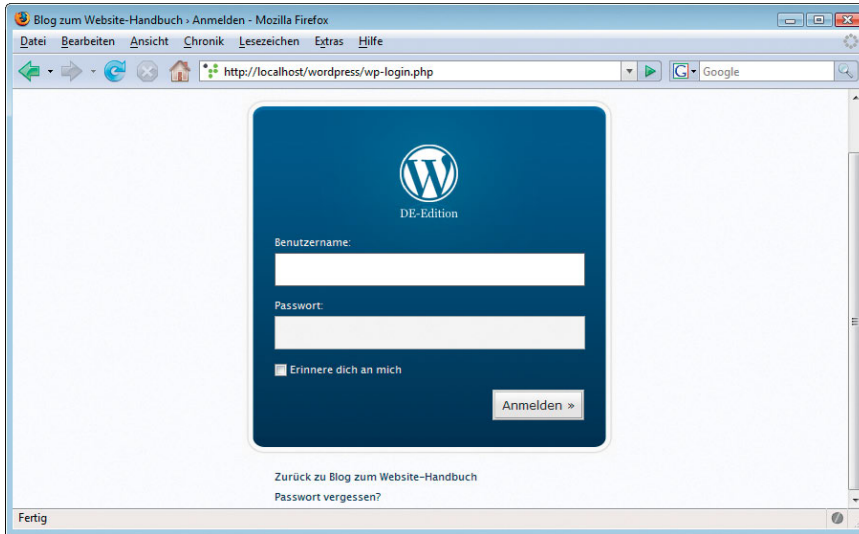 Blog zum Website-Handbuch › Anmelden - Mozilla Firefox
Datei Bearbeiten Ansicht Chronik Lesezeichen Extras Hilfe
http://localhost/wordpress/wp-login.php
G Google
W
DE-Edition
Benutzername:
Passwort:
Erinnere dich an mich
Anmelden »
Zurück zu Blog zum Website-Handbuch
Passwort vergessen?
Fertig